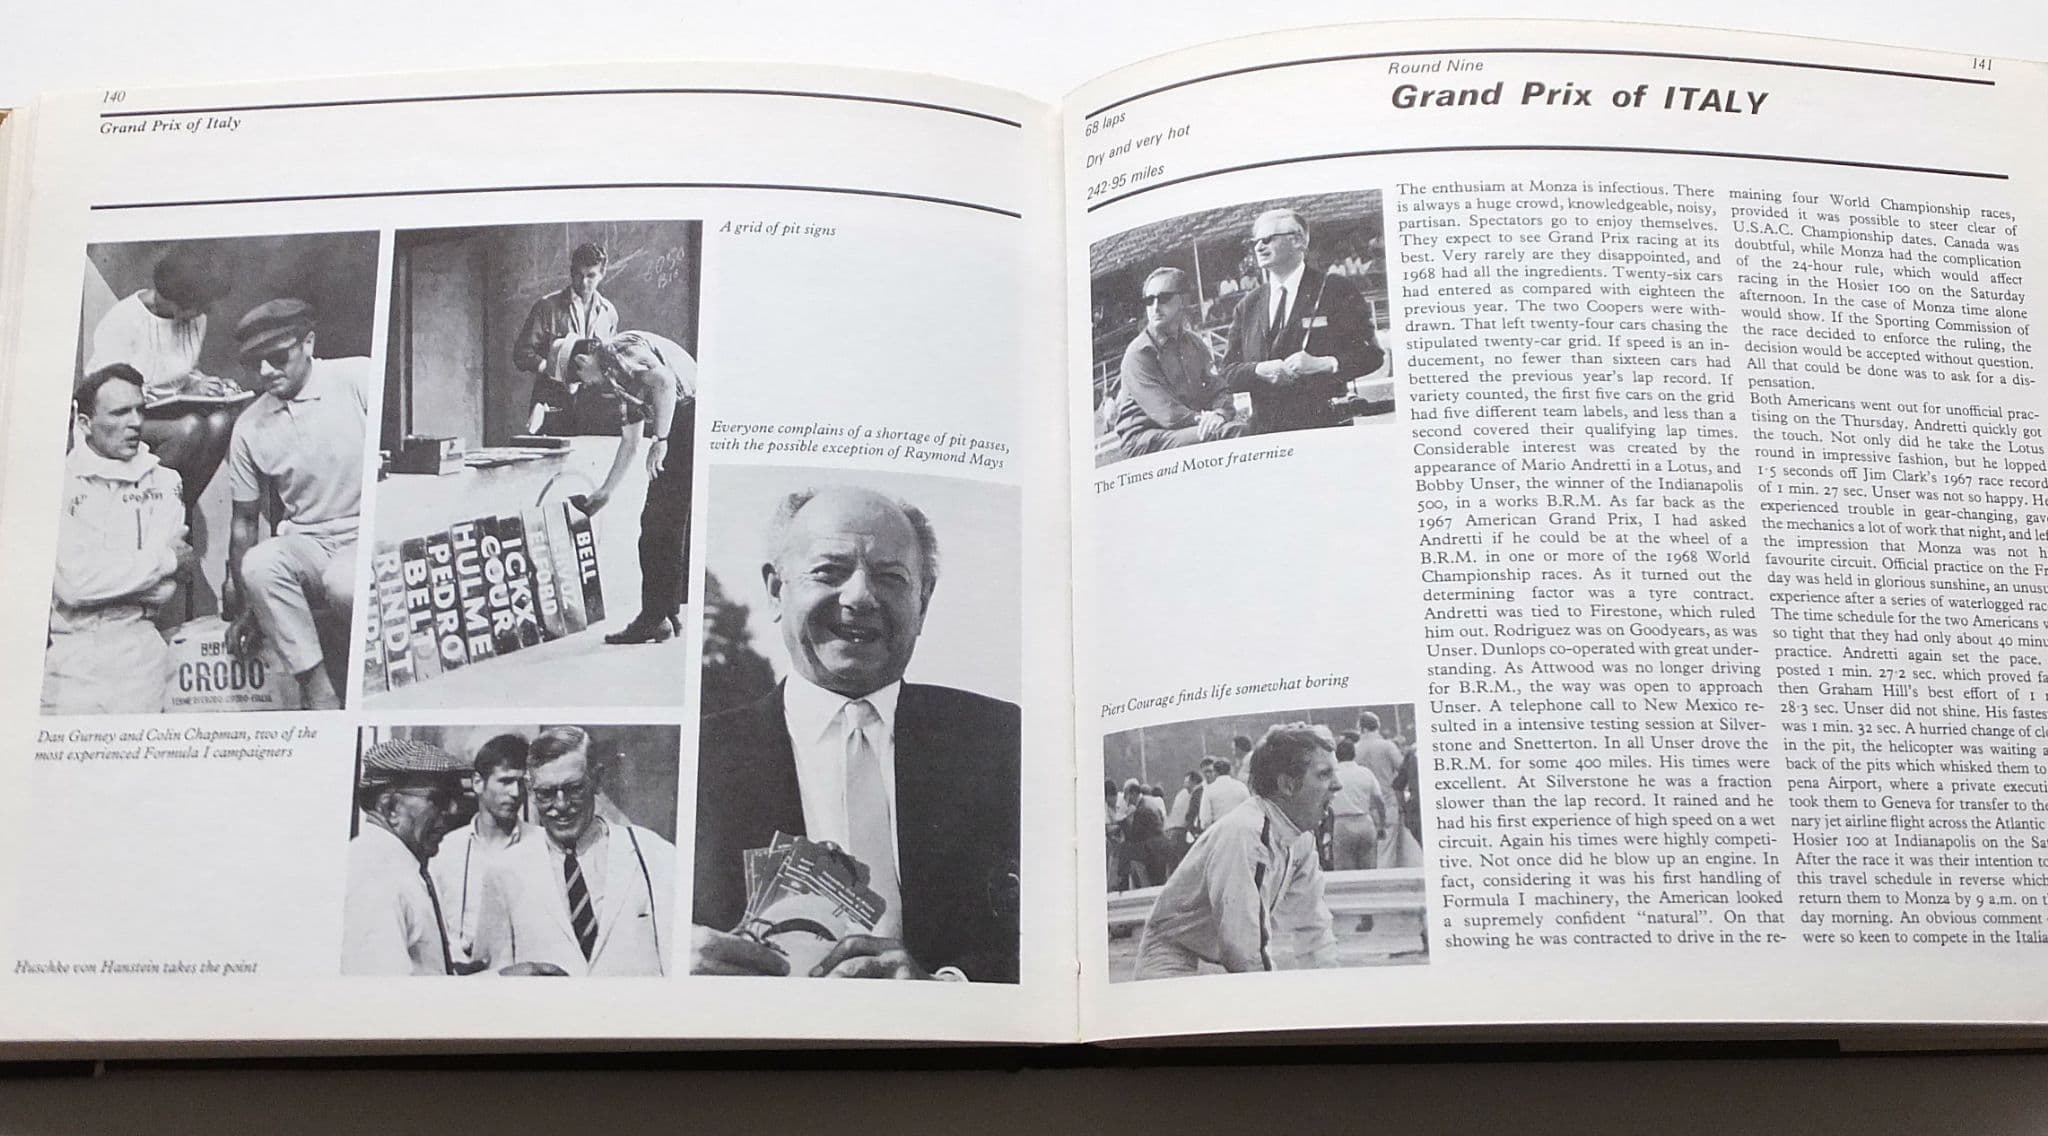 140
Grand Prix of Italy
A grid of pit signs
Everyone complains of a shortage of pit passes,
with the possible exception of Raymond Mays
CRODO
BELL
ICKX
COUR
HULME
PEDRO
BELT
RINDT
Dan Gurney and Colin Chapman, two of the
most experienced Formula I campaigners
Huschke von Hanstein takes the point
141
Round Nine
Grand Prix of ITALY
68 laps
Dry and very hot
242·95 miles
The Times and Motor fraternize
Piers Courage finds life somewhat boring
The enthusiam at Monza is infectious. There
is always a huge crowd, knowledgeable, noisy,
partisan. Spectators go to enjoy themselves.
They expect to see Grand Prix racing at its
best. Very rarely are they disappointed, and
1968 had all the ingredients. Twenty-six cars
had entered as compared with eighteen the
previous year. The two Coopers were with-
drawn. That left twenty-four cars chasing the
stipulated twenty-car grid. If speed is an in-
ducement, no fewer than sixteen cars had
bettered the previous year's lap record. If
variety counted, the first five cars on the grid
had five different team labels, and less than a
second covered their qualifying lap times.
Considerable interest was created by the
appearance of Mario Andretti in a Lotus, and
Bobby Unser, the winner of the Indianapolis
500, in a works B.R.M. As far back as the
1967 American Grand Prix, I had asked
Andretti if he could be at the wheel of a
B.R.M. in one or more of the 1968 World
Championship races. As it turned out the
determining factor was a tyre contract.
Andretti was tied to Firestone, which ruled
him out. Rodriguez was on Goodyears, as was
Unser. Dunlops co-operated with great under-
standing. As Attwood was no longer driving
for B.R.M., the way was open to approach
Unser. A telephone call to New Mexico re-
sulted in a intensive testing session at Silver-
stone and Snetterton. In all Unser drove the
B.R.M. for some 400 miles. His times were
excellent. At Silverstone he was a fraction
slower than the lap record. It rained and he
had his first experience of high speed on a wet
circuit. Again his times were highly competi-
tive. Not once did he blow up an engine. In
fact, considering it was his first handling of
Formula I machinery, the American looked
a supremely confident "natural". On that
showing he was contracted to drive in the re-
maining four World Championship races,
provided it was possible to steer clear of
U.S.A.C. Championship dates. Canada was
doubtful, while Monza had the complication
of the 24-hour rule, which would affect
racing in the Hosier 100 on the Saturday
afternoon. In the case of Monza time alone
would show. If the Sporting Commission of
the race decided to enforce the ruling, the
decision would be accepted without question.
All that could be done was to ask for a dis-
pensation.
Both Americans went out for unofficial prac-
tising on the Thursday. Andretti quickly got
the touch. Not only did he take the Lotus
round in impressive fashion, but he lopped
1·5 seconds off Jim Clark's 1967 race record
of 1 min. 27 sec. Unser was not so happy. He
experienced trouble in gear-changing, gave
the mechanics a lot of work that night, and lef
the impression that Monza was not h
favourite circuit. Official practice on the Fr
day was held in glorious sunshine, an unusu
experience after a series of waterlogged rac
The time schedule for the two Americans w
so tight that they had only about 40 minu
practice. Andretti again set the pace.
posted 1 min. 27·2 sec. which proved fa
then Graham Hill's best effort of 1 r
28·3 sec. Unser did not shine. His fastes
was 1 min. 32 sec. A hurried change of cl
in the pit, the helicopter was waiting a
back of the pits which whisked them to
pena Airport, where a private executi
took them to Geneva for transfer to the
nary jet airline flight across the Atlantic
Hosier 100 at Indianapolis on the Sa
After the race it was their intention to
this travel schedule in reverse which
return them to Monza by 9 a.m. on t
day morning. An obvious comment
were so keen to compete in the Italia